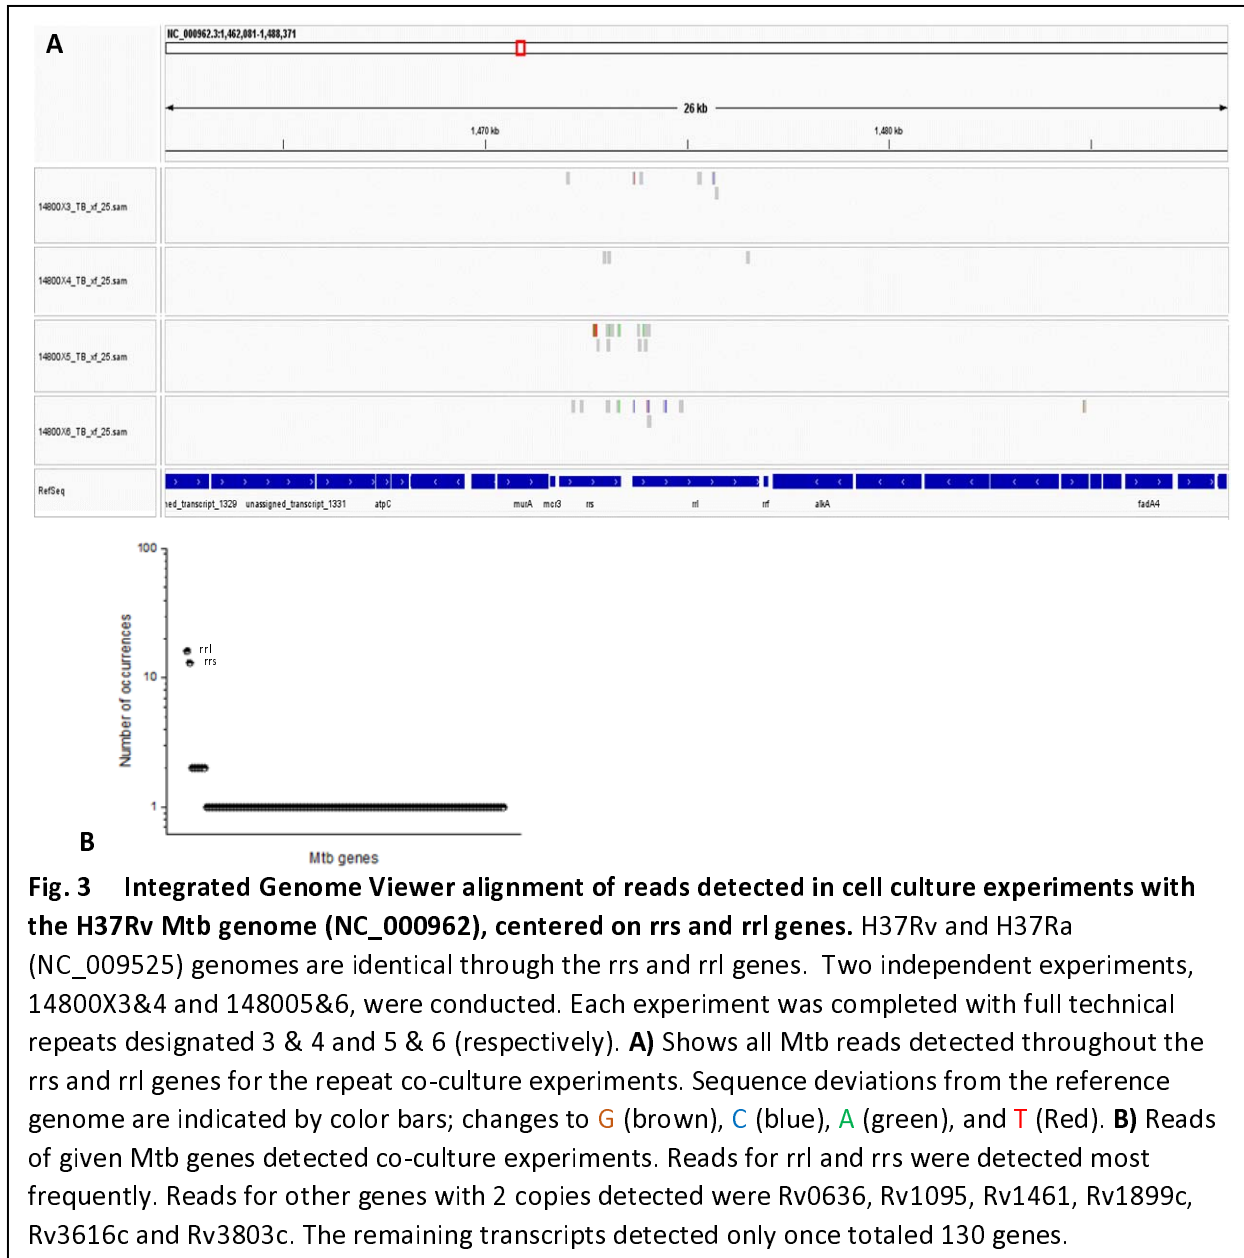 A
NC_000962.3:1,462,081-1,488,371
26 kb
1,470 kb
1,480 kb
14800X3_TB_xf_25.sam
14800X4_TB_xf_25.sam
14800X5_TB_xf_25.sam
14800X6_TB_xf_25.sam
RefSeq
ned_transcript_1329 unassigned_transcript_1331 atpC murA mcr3 rrs rrl rrf alkA fadA4
100
10
1
Number of occurrences
rrl
rrs
B
Mtb genes
Fig. 3 Integrated Genome Viewer alignment of reads detected in cell culture experiments with
the H37Rv Mtb genome (NC_000962), centered on rrs and rrl genes. H37Rv and H37Ra
(NC_009525) genomes are identical through the rrs and rrl genes. Two independent experiments,
14800X3&4 and 148005&6, were conducted. Each experiment was completed with full technical
repeats designated 3 & 4 and 5 & 6 (respectively). A) Shows all Mtb reads detected throughout the
rrs and rrl genes for the repeat co-culture experiments. Sequence deviations from the reference
genome are indicated by color bars; changes to G (brown), C (blue), A (green), and T (Red). B) Reads
of given Mtb genes detected co-culture experiments. Reads for rrl and rrs were detected most
frequently. Reads for other genes with 2 copies detected were Rv0636, Rv1095, Rv1461, Rv1899c,
Rv3616c and Rv3803c. The remaining transcripts detected only once totaled 130 genes.